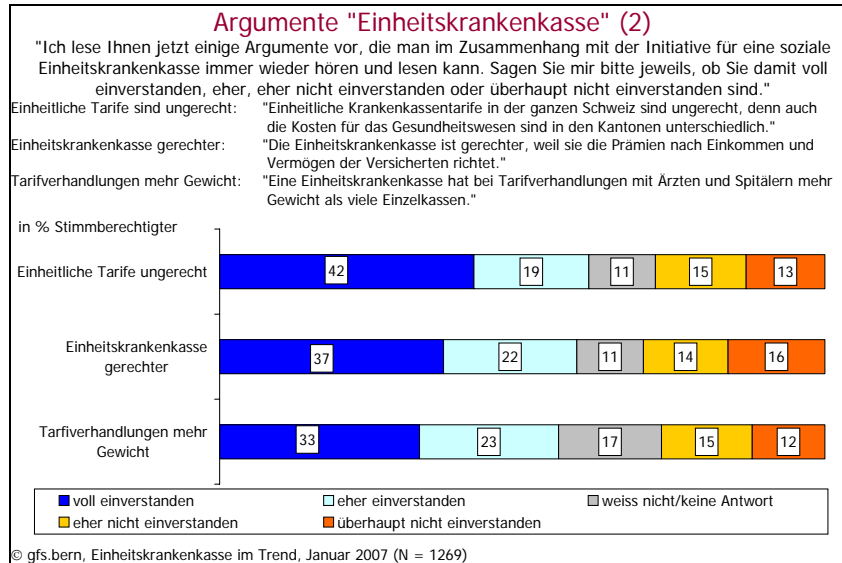 Argumente "Einheitskrankenkasse" (2)
"Ich lese Ihnen jetzt einige Argumente vor, die man im Zusammenhang mit der Initiative für eine soziale
Einheitskrankenkasse immer wieder hören und lesen kann. Sagen Sie mir bitte jeweils, ob Sie damit voll
einverstanden, eher, eher nicht einverstanden oder überhaupt nicht einverstanden sind."
Einheitliche Tarife sind ungerecht: "Einheitliche Krankenkassentarife in der ganzen Schweiz sind ungerecht, denn auch
die Kosten für das Gesundheitswesen sind in den Kantonen unterschiedlich."
Einheitskrankenkasse gerechter: "Die Einheitskrankenkasse ist gerechter, weil sie die Prämien nach Einkommen und
Vermögen der Versicherten richtet."
Tarifverhandlungen mehr Gewicht: "Eine Einheitskrankenkasse hat bei Tarifverhandlungen mit Ärzten und Spitälern mehr
Gewicht als viele Einzelkassen."
in % Stimmberechtigter
Einheitliche Tarife ungerecht 42 19 11 15 13
Einheitskrankenkasse
gerechter 37 22 11 14 16
Tarfiverhandlungen mehr
Gewicht 33 23 17 15 12
voll einverstanden eher einverstanden weiss nicht/keine Antwort
eher nicht einverstanden überhaupt nicht einverstanden
© gfs.bern, Einheitskrankenkasse im Trend, Januar 2007 (N = 1269)